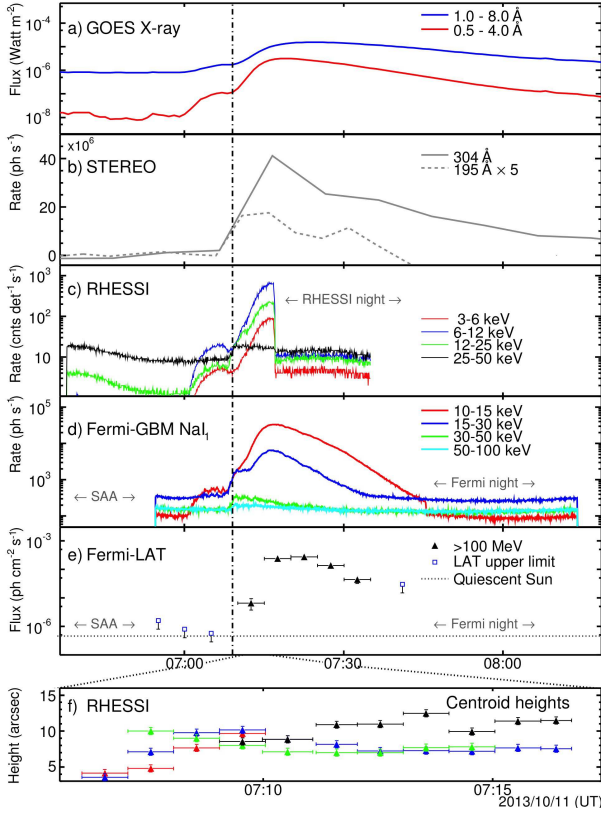 a) GOES X-ray
1.0 - 8.0 Å
0.5 - 4.0 Å
Flux (Watt m-2)
10-4
10-6
10-8
x10⁶
b) STEREO
304 Å
195 Å × 5
Rate (ph s-1)
40
20
0
c) RHESSI
← RHESSI night →
3-6 keV
6-12 keV
12-25 keV
25-50 keV
Rate (cnts det-1 s-1)
10³
10²
10
d) Fermi-GBM NaI₁
10-15 keV
15-30 keV
30-50 keV
50-100 keV
Rate (ph s-1)
10⁵
10³
← SAA →
← Fermi night →
e) Fermi-LAT
>100 MeV
LAT upper limit
Quiescent Sun
Flux (ph cm-2 s-1)
10-3
10-6
← SAA →
← Fermi night →
07:00
07:30
08:00
f) RHESSI
Centroid heights
Height (arcsec)
15
10
5
07:10
07:15
2013/10/11 (UT)